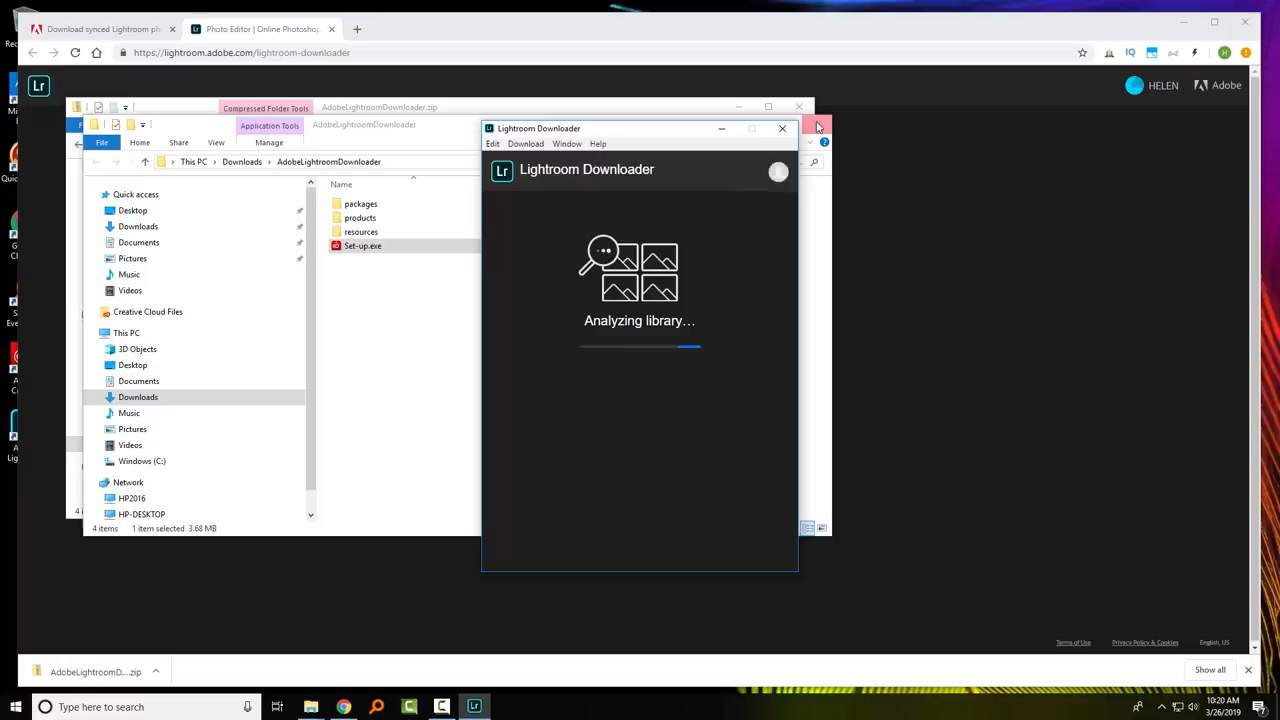 Download synced Lightroom ph
Lr Photo Editor | Online Photoshop
https://lightroom.adobe.com/lightroom-downloader
IQ
H
Lr
HELEN
Adobe
Compressed Folder Tools
AdobeLightroomDownloader.zip
Application Tools
AdobeLightroomDownloader
File
Home
Share
View
Manage
This PC
Downloads
AdobeLightroomDownloader
Name
Quick access
Desktop
Downloads
Documents
Pictures
Music
Videos
Creative Cloud Files
This PC
3D Objects
Desktop
Documents
Downloads
Music
Pictures
Videos
Windows (C:)
Network
HP2016
HP-DESKTOP
packages
products
resources
Set-up.exe
4 items
1 item selected 3.68 MB
Lightroom Downloader
Edit
Download
Window
Help
Lr
Lightroom Downloader
Analyzing library...
Terms of Use
Privacy Policy & Cookies
English, US
AdobeLightroomD....zip
Show all
Type here to search
Lr
10:20 AM
3/26/2019